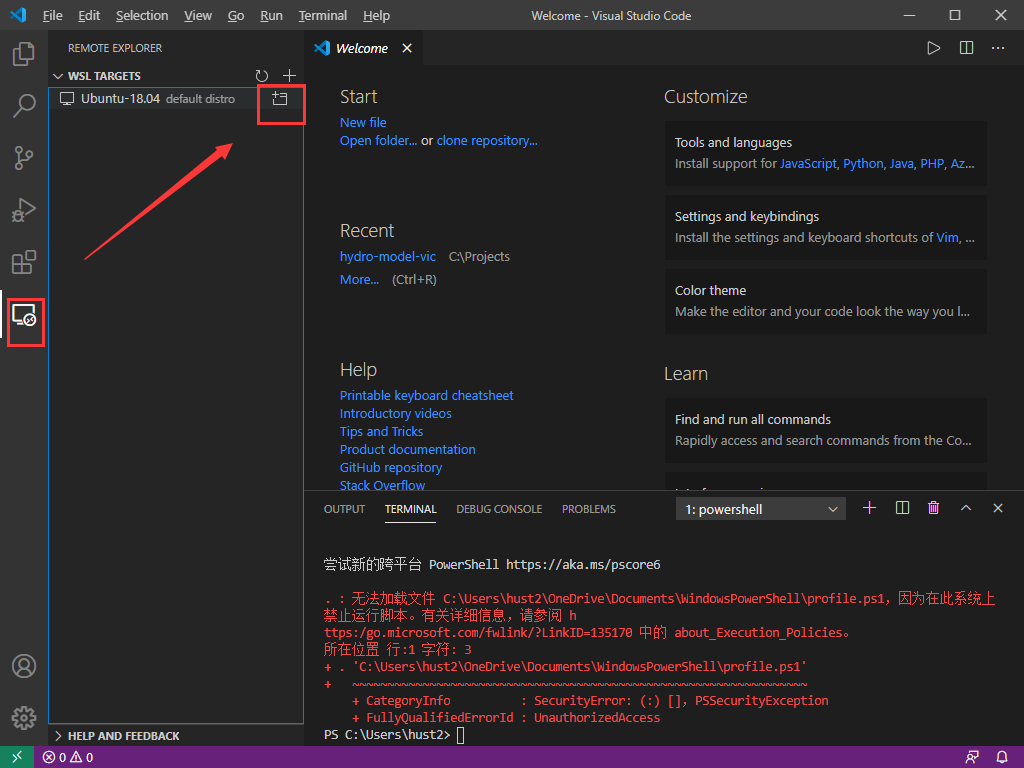 File Edit Selection View Go Run Terminal Help Welcome - Visual Studio Code
REMOTE EXPLORER
WSL TARGETS
Ubuntu-18.04 default distro
Welcome
Start
New file
Open folder... or clone repository...
Recent
hydro-model-vic C:\Projects
More... (Ctrl+R)
Help
Printable keyboard cheatsheet
Introductory videos
Tips and Tricks
Product documentation
GitHub repository
Stack Overflow
Customize
Tools and languages
Install support for JavaScript, Python, Java, PHP, Az...
Settings and keybindings
Install the settings and keyboard shortcuts of Vim, ...
Color theme
Make the editor and your code look the way you l...
Learn
Find and run all commands
Rapidly access and search commands from the Co...
OUTPUT TERMINAL DEBUG CONSOLE PROBLEMS 1: powershell
尝试新的跨平台 PowerShell https://aka.ms/pscore6
. : 无法加载文件 C:\Users\hust2\OneDrive\Documents\WindowsPowerShell\profile.ps1，因为在此系统上
禁止运行脚本。有关详细信息，请参阅 h
ttps:/go.microsoft.com/fwlink/?LinkID=135170 中的 about_Execution_Policies。
所在位置 行:1 字符: 3
+ . 'C:\Users\hust2\OneDrive\Documents\WindowsPowerShell\profile.ps1'
+ ~~~~~~~~~~~~~~~~~~~~~~~~~~~~~~~~~~~~~~~~~~~~~~~~~~~~~~~~~~~~~~~~~
+ CategoryInfo : SecurityError: (:) []，PSSecurityException
+ FullyQualifiedErrorId : UnauthorizedAccess
PS C:\Users\hust2>
HELP AND FEEDBACK
0 0